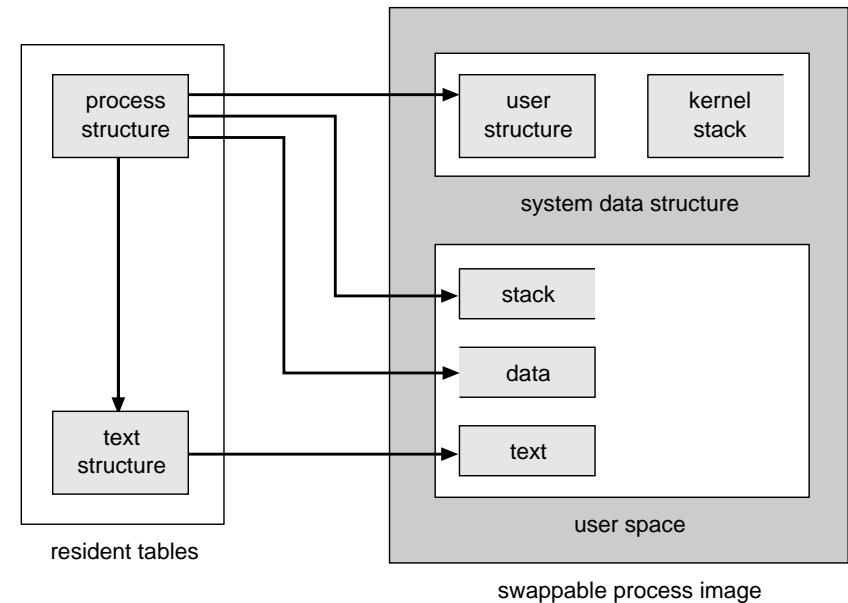 process
structure
text
structure
resident tables
user
structure
kernel
stack
system data structure
stack
data
text
user space
swappable process image